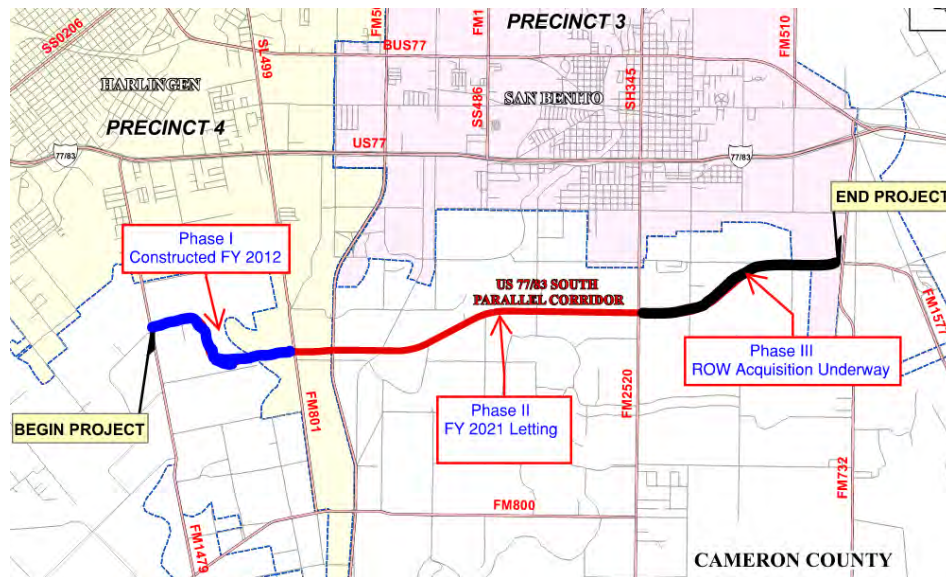 PRECINCT 3
SS0206
SL499
BUS77
FM510
HARLINGEN
SS486
SAN BENITO
SH345
PRECINCT 4
US77
77/83
77/83
END PROJECT
Phase I
Constructed FY 2012
US 77/83 SOUTH
PARALLEL CORRIDOR
FM1577
Phase III
ROW Acquisition Underway
Phase II
FY 2021 Letting
BEGIN PROJECT
FM801
FM2520
FM732
FM800
FM1479
CAMERON COUNTY